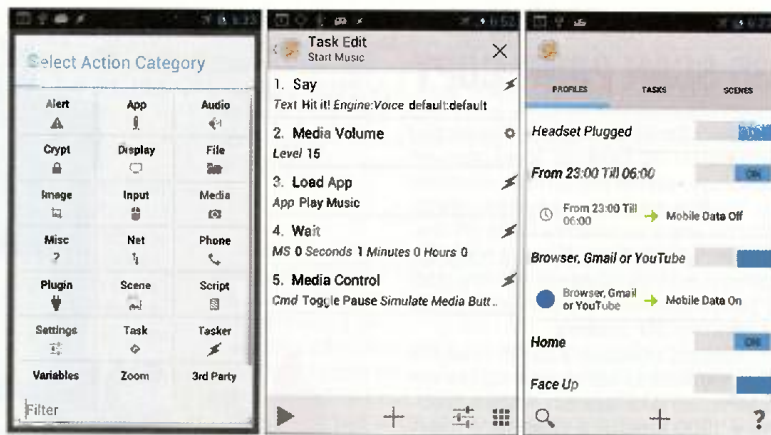 Select Action Category
Alert App Audio
Crypt Display File
Image Input Media
Misc Net Phone
Plugin Scene Script
Settings Task Tasker
Variables Zoom 3rd Party
Filter
Task Edit
Start Music
1. Say
Text Hit it! Engine:Voice default:default
2. Media Volume
Level 15
3. Load App
App Play Music
4. Wait
MS 0 Seconds 1 Minutes 0 Hours 0
5. Media Control
Cmd Toggle Pause Simulate Media Butt..
PROFILES TASKS SCENES
Headset Plugged
From 23:00 Till 06:00 ON
From 23:00 Till
06:00
Mobile Data Off
Browser, Gmail or YouTube
Browser, Gmail
or YouTube
Mobile Data On
Home ON
Face Up